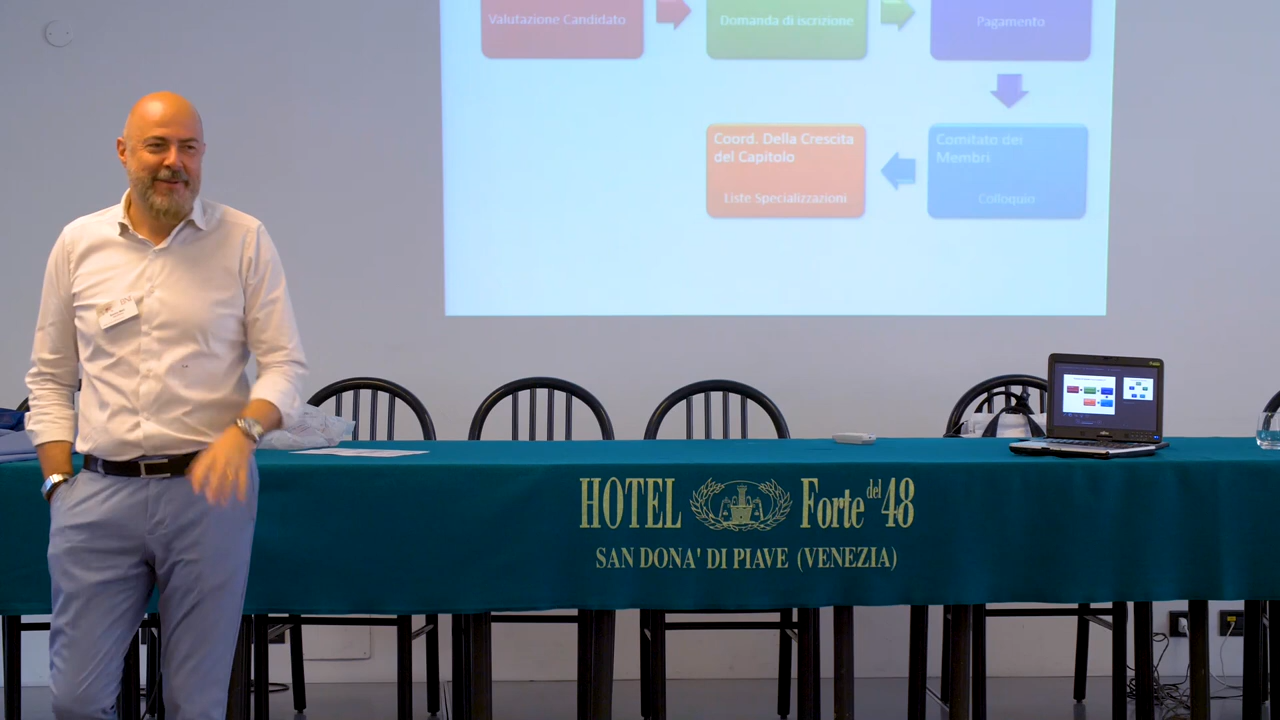 Valutazione Candidato
Domanda di iscrizione
Pagamento
Coord. Della Crescita
del Capitolo
Liste Specializzazioni
Comitato dei
Membri
Colloquio
HOTEL Forte del 48
SAN DONA' DI PIAVE (VENEZIA)